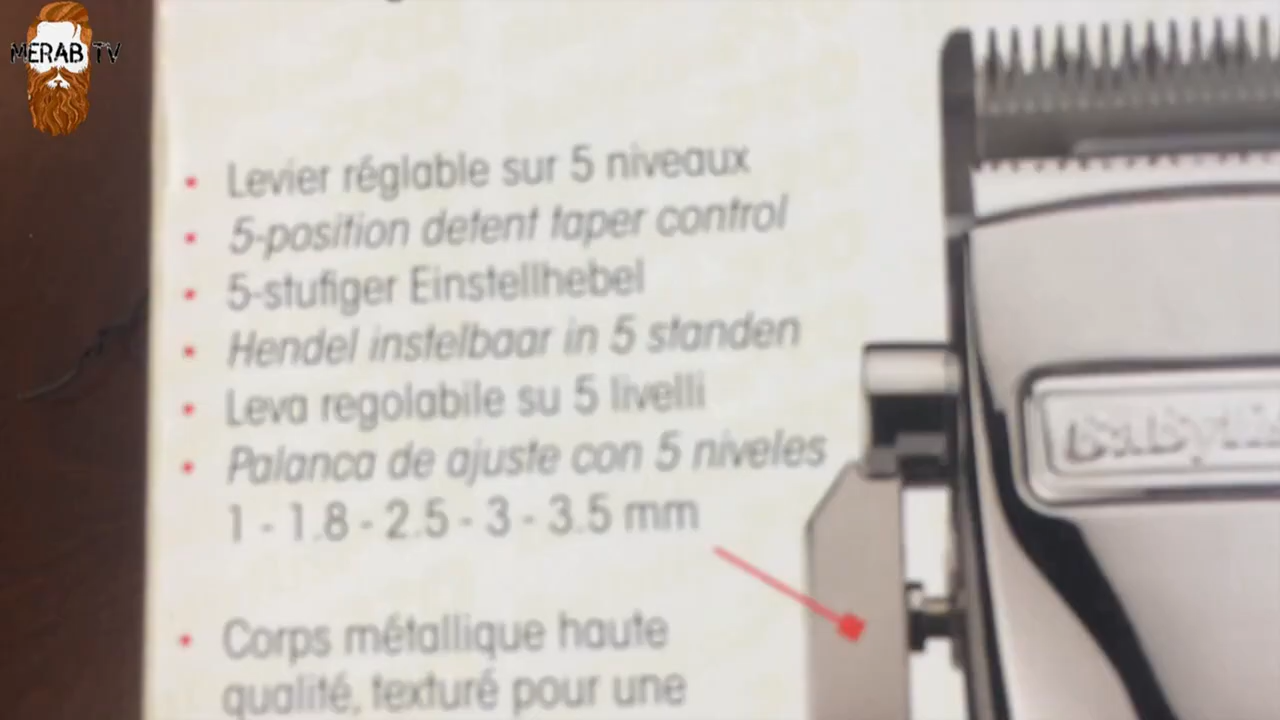 MERAB TV
• Levier réglable sur 5 niveaux
• 5-position detent taper control
• 5-stufiger Einstellhebel
• Hendel instelbaar in 5 standen
• Leva regolabile su 5 livelli
• Palanca de ajuste con 5 niveles
1 - 1.8 - 2.5 - 3 - 3.5 mm
• Corps métallique haute
qualité, texturé pour une